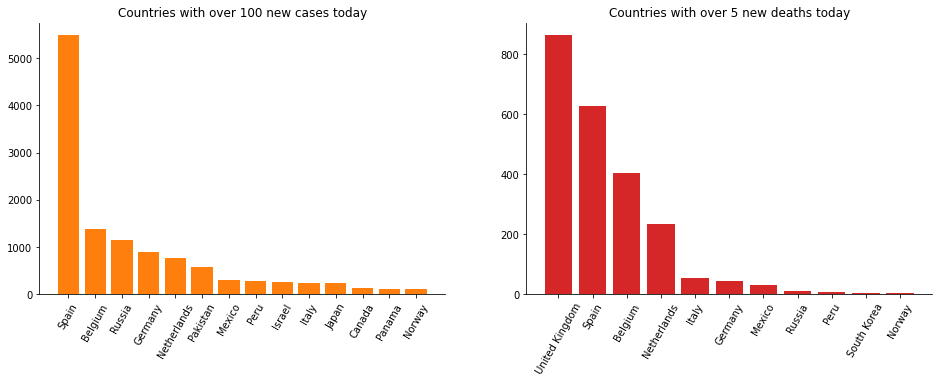 Countries with over 100 new cases today
5000
4000
3000
2000
1000
0
Spain
Belgium
Russia
Germany
Netherlands
Pakistan
Mexico
Peru
Israel
Italy
Japan
Canada
Panama
Norway
Countries with over 5 new deaths today
800
600
400
200
0
United Kingdom
Spain
Belgium
Netherlands
Italy
Germany
Mexico
Russia
Peru
South Korea
Norway